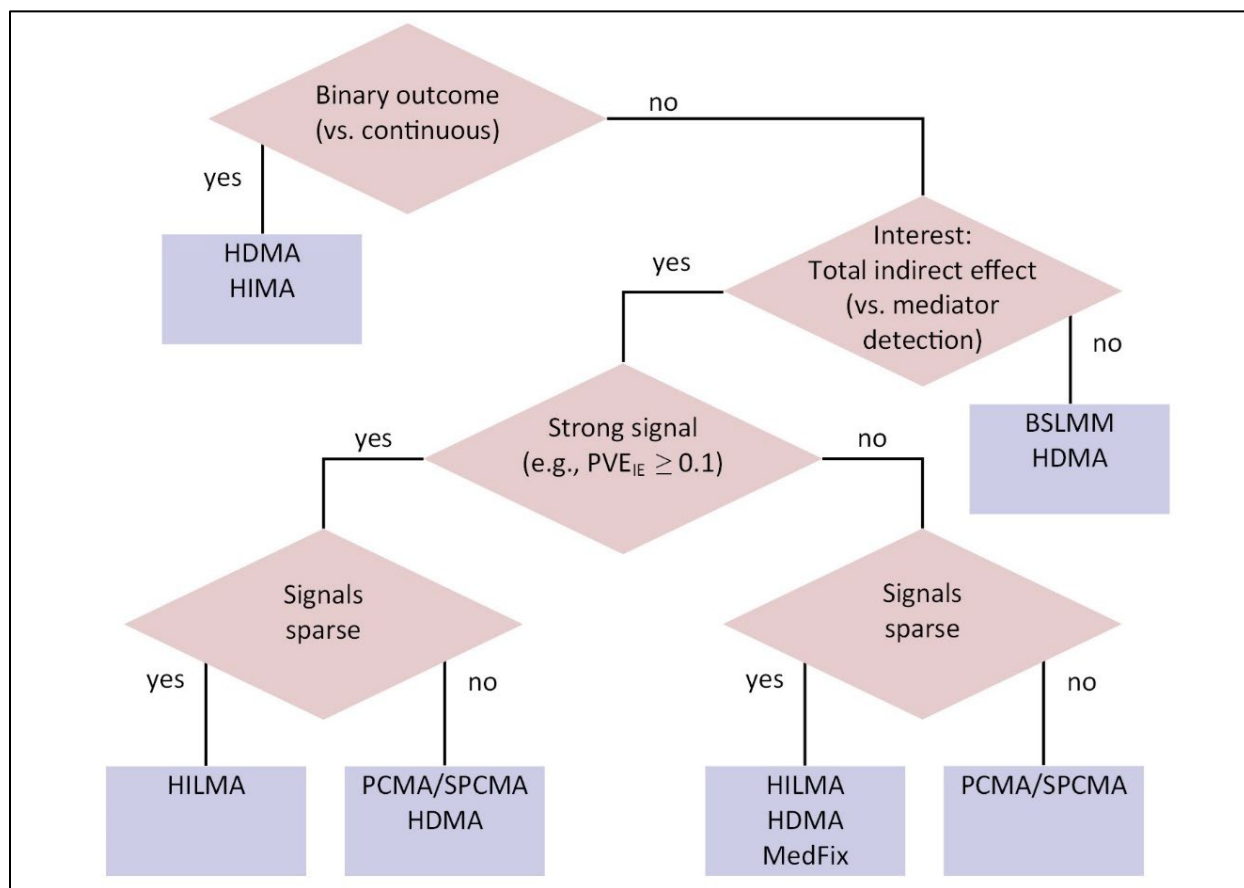 Binary outcome
(vs. continuous)
no
yes
HDMA
HIMA
Interest:
Total indirect effect
(vs. mediator
detection)
yes
no
BSLMM
HDMA
Strong signal
(e.g., PVE_IE ≥ 0.1)
yes
no
Signals
sparse
yes
no
HILMA
PCMA/SPCMA
HDMA
Signals
sparse
yes
no
HILMA
HDMA
MedFix
PCMA/SPCMA